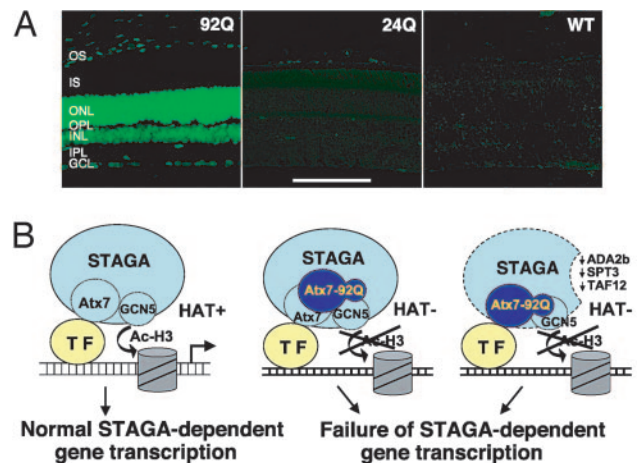 A
92Q
24Q
WT
OS
IS
ONL
OPL
INL
IPL
GCL
B
STAGA
Atx7
GCN5
HAT+
TF
Ac-H3
Normal STAGA-dependent
gene transcription
STAGA
Atx7-92Q
Atx7
GCN5
HAT-
TF
Ac-H3
STAGA
↓ADA2b
↓SPT3
↓TAF12
Atx7-92Q
GCN5
HAT-
TF
Ac-H3
Failure of STAGA-dependent
gene transcription